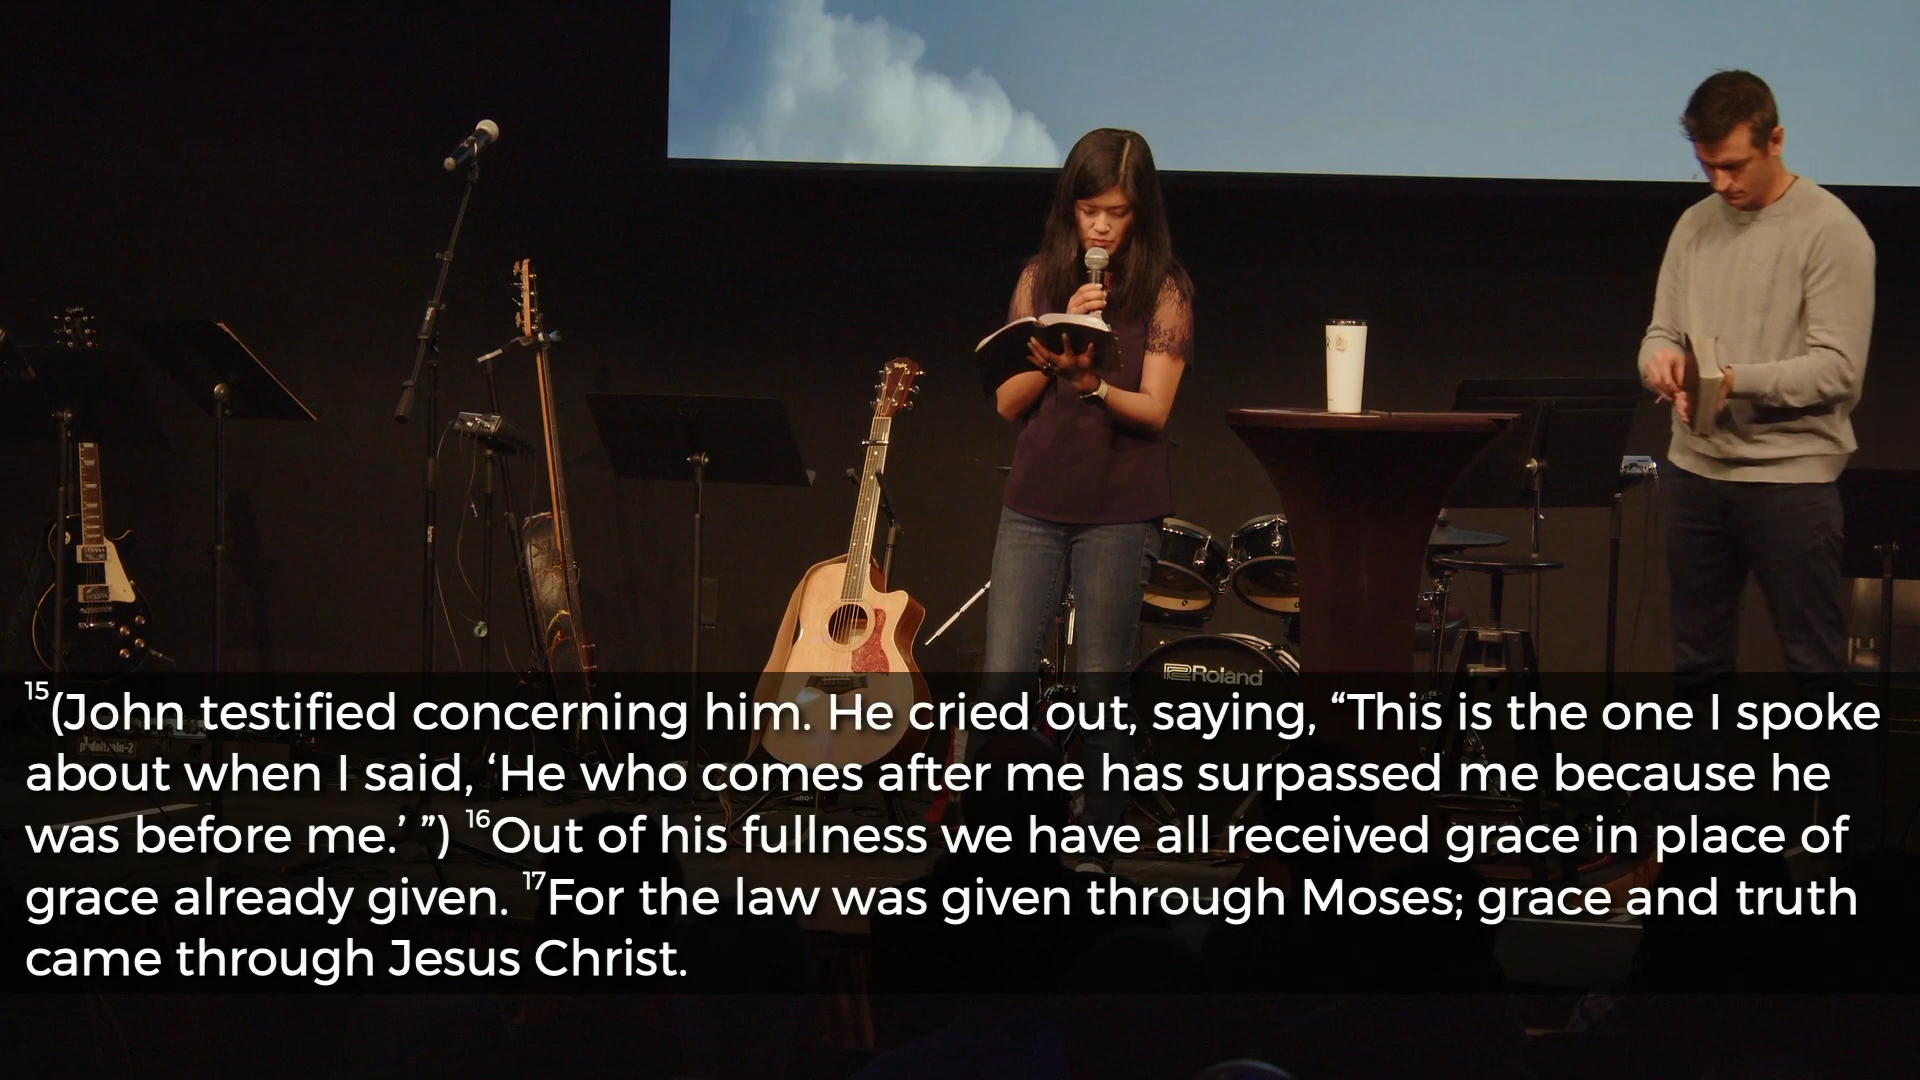 Roland
¹⁵(John testified concerning him. He cried out, saying, “This is the one I spoke
about when I said, ‘He who comes after me has surpassed me because he
was before me.’ ”) ¹⁶Out of his fullness we have all received grace in place of
grace already given. ¹⁷For the law was given through Moses; grace and truth
came through Jesus Christ.